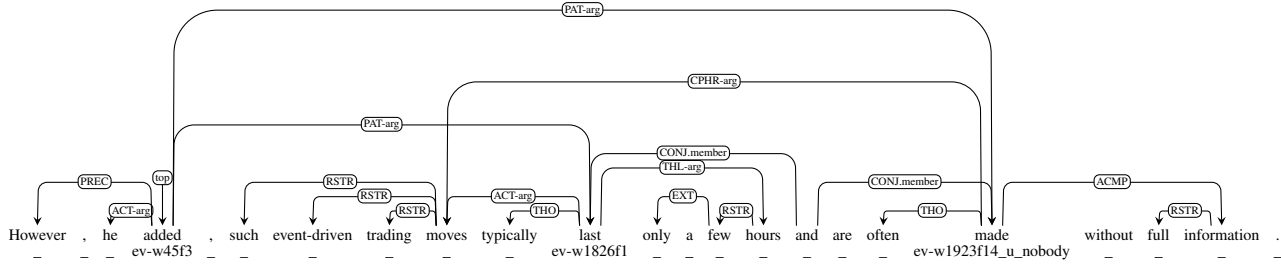 PAT-arg
CPHR-arg
PAT-arg
CONJ.member
THL-arg
PREC top RSTR RSTR ACT-arg EXT CONJ.member ACMP
ACT-arg RSTR THO RSTR THO RSTR
However , he added , such event-driven trading moves typically last only a few hours and are often made without full information .
_ _ _ ev-w45f3 _ _ _ _ _ _ ev-w1826f1 _ _ _ _ _ _ _ ev-w1923f14_u_nobody _ _ _ _